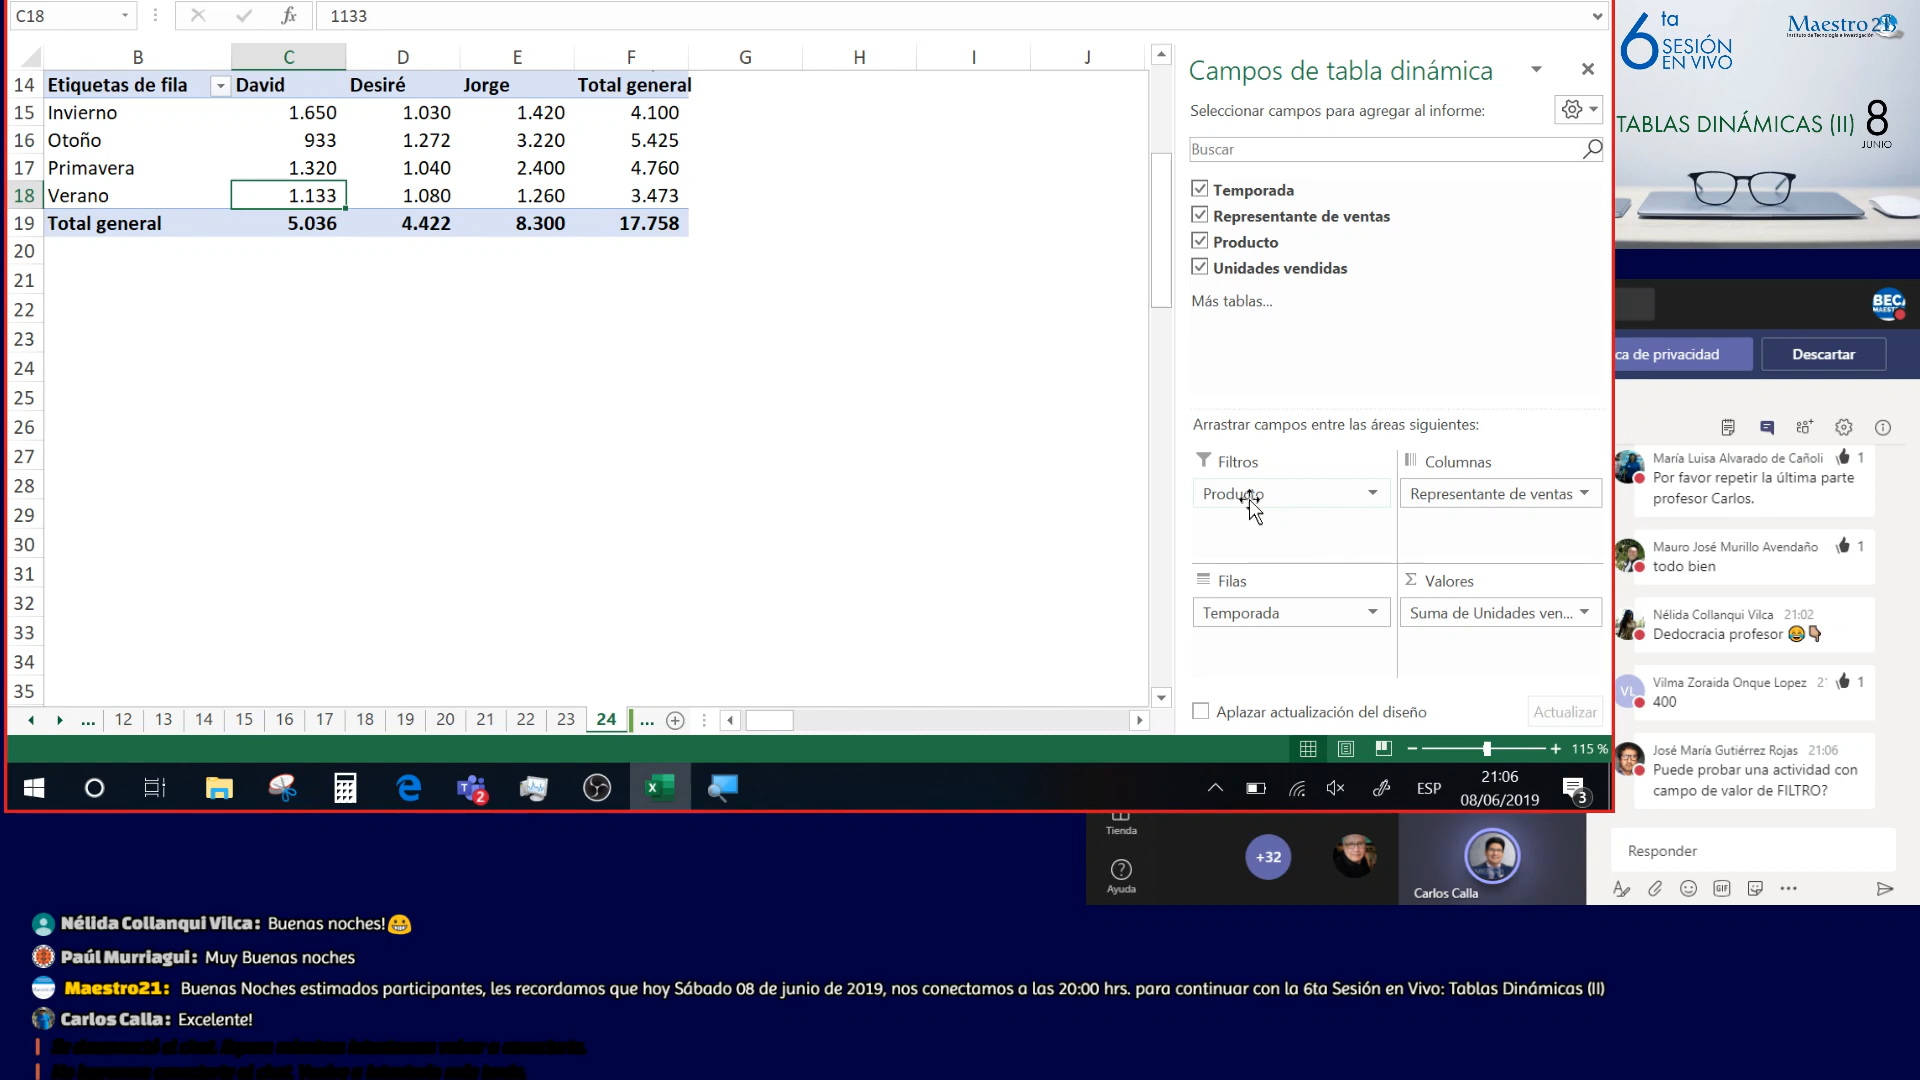 C18
fx
1133
B C D E F G H I J
14 Etiquetas de fila David Desiré Jorge Total general
15 Invierno 1.650 1.030 1.420 4.100
16 Otoño 933 1.272 3.220 5.425
17 Primavera 1.320 1.040 2.400 4.760
18 Verano 1.133 1.080 1.260 3.473
19 Total general 5.036 4.422 8.300 17.758
20
21
22
23
24
25
26
27
28
29
30
31
32
33
34
35
... 12 13 14 15 16 17 18 19 20 21 22 23 24 ...
Campos de tabla dinámica
Seleccionar campos para agregar al informe:
Buscar
Temporada
Representante de ventas
Producto
Unidades vendidas
Más tablas...
Arrastrar campos entre las áreas siguientes:
Filtros
Columnas
Producto
Representante de ventas
Filas
Σ Valores
Temporada
Suma de Unidades ven...
Aplazar actualización del diseño
Actualizar
115 %
2
ESP
21:06
08/06/2019
3
6ta
SESIÓN
EN VIVO
Maestro 21
Instituto de Tecnología e Investigación
TABLAS DINÁMICAS (II)
8
JUNIO
BEC
ca de privacidad
Descartar
María Luisa Alvarado de Cañoli 1
Por favor repetir la última parte
profesor Carlos.
Mauro José Murillo Avendaño 1
todo bien
Nélida Collanqui Vilca 21:02
Dedocracia profesor 😂👇🏽
VL
Vilma Zoraida Onque Lopez 1
400
José María Gutiérrez Rojas 21:06
Puede probar una actividad con
campo de valor de FILTRO?
Responder
GIF
Tienda
Ayuda
+32
Carlos Calla
Nélida Collanqui Vilca: Buenas noches!😀
Paúl Murriagui: Muy Buenas noches
Maestro21: Buenas Noches estimados participantes, les recordamos que hoy Sábado 08 de junio de 2019, nos conectamos a las 20:00 hrs. para continuar con la 6ta Sesión en Vivo: Tablas Dinámicas (II)
Carlos Calla: Excelente!